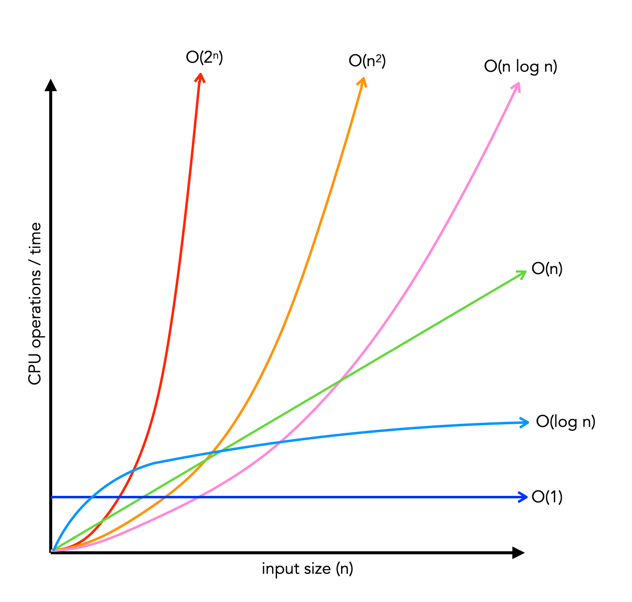 O(2ⁿ)
O(n²)
O(n log n)
O(n)
O(log n)
O(1)
CPU operations / time
input size (n)